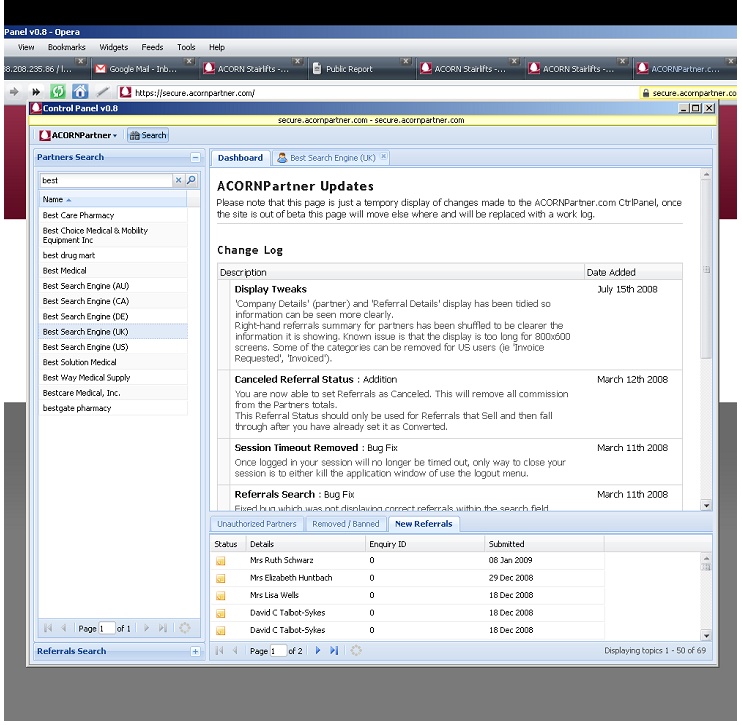 Panel v0.8 - Opera
View Bookmarks Widgets Feeds Tools Help
8.208.235.86 / l... Google Mail - Inb... ACORN Stairlifts -... Public Report ACORN Stairlifts -... ACORN Stairlifts -... ACORNPartner.c...
https://secure.acornpartner.com/ secure.acornpartner.co
Control Panel v0.8
secure.acornpartner.com - secure.acornpartner.com
ACORNPartner Search
Partners Search
best
Name
Best Care Pharmacy
Best Choice Medical & Mobility
Equipment Inc
best drug mart
Best Medical
Best Search Engine (AU)
Best Search Engine (CA)
Best Search Engine (DE)
Best Search Engine (UK)
Best Search Engine (US)
Best Solution Medical
Best Way Medical Supply
Bestcare Medical, Inc.
bestgate pharmacy
Page 1 of 1
Referrals Search
Dashboard Best Search Engine (UK)
ACORNPartner Updates
Please note that this page is just a tempory display of changes made to the ACORNPartner.com CtrlPanel, once
the site is out of beta this page will move else where and will be replaced with a work log.
Change Log
Description Date Added
Display Tweaks July 15th 2008
'Company Details' (partner) and 'Referral Details' display has been tidied so
information can be seen more clearly.
Right-hand referrals summary for partners has been shuffled to be clearer the
information it is showing. Known issue is that the display is too long for 800x600
screens. Some of the categories can be removed for US users (ie 'Invoice
Requested', 'Invoiced').
Canceled Referral Status : Addition March 12th 2008
You are now able to set Referrals as Canceled. This will remove all commission
from the Partners totals.
This Referral Status should only be used for Referrals that Sell and then fall
through after you have already set it as Converted.
Session Timeout Removed : Bug Fix March 11th 2008
Once logged in your session will no longer be timed out, only way to close your
session is to either kill the application window of use the logout menu.
Referrals Search : Bug Fix March 11th 2008
Fixed bug which was not displaying correct referrals within the search field
Unauthorized Partners Removed / Banned New Referrals
Status Details Enquiry ID Submitted
Mrs Ruth Schwarz 0 08 Jan 2009
Mrs Elizabeth Huntbach 0 29 Dec 2008
Mrs Lisa Wells 0 18 Dec 2008
David C Talbot-Sykes 0 18 Dec 2008
David C Talbot-Sykes 0 18 Dec 2008
Page 1 of 2 Displaying topics 1 - 50 of 69